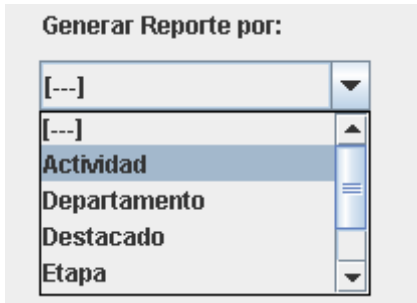 Generar Reporte por:
[---]
[---]
Actividad
Departamento
Destacado
Etapa